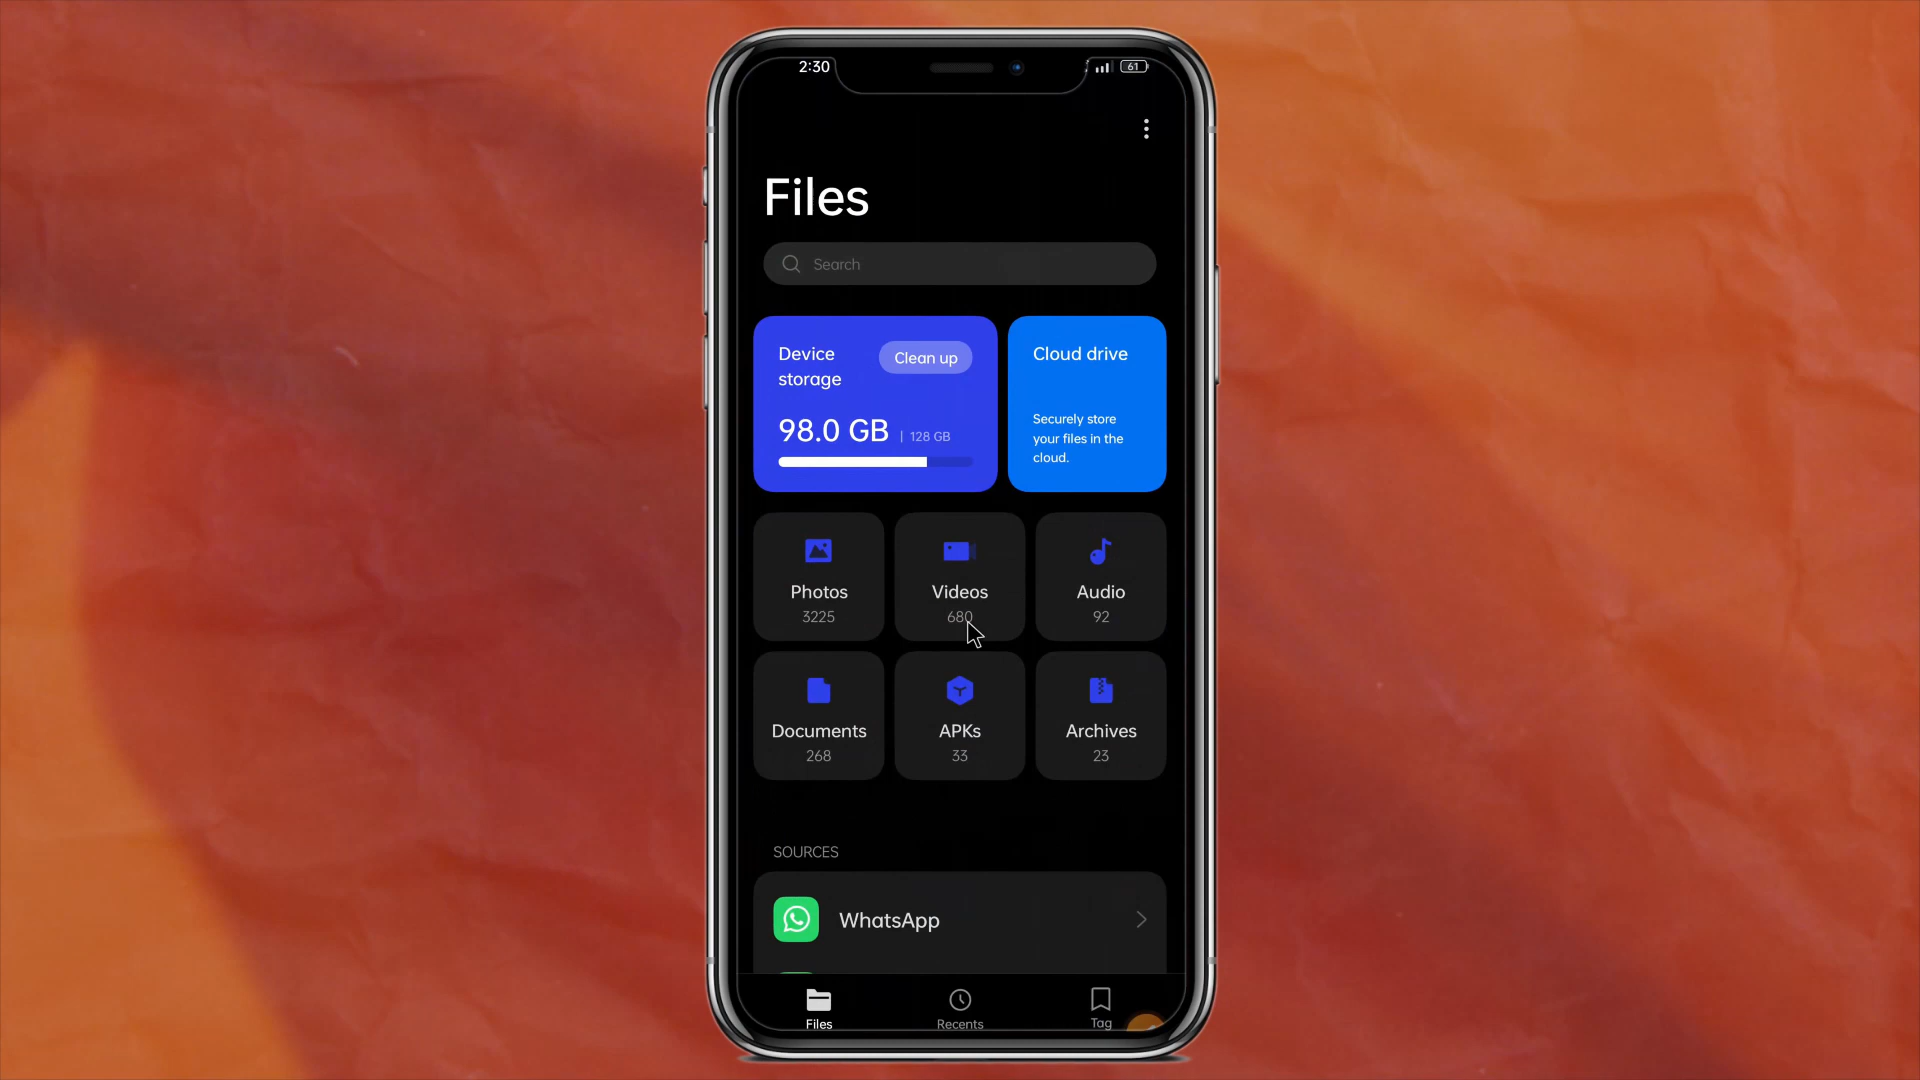 2:30
61
Files
Search
Device
storage
Clean up
98.0 GB | 128 GB
Cloud drive
Securely store
your files in the
cloud.
Photos
3225
Videos
680
Audio
92
Documents
268
APKs
33
Archives
23
SOURCES
WhatsApp
Files
Recents
Tag